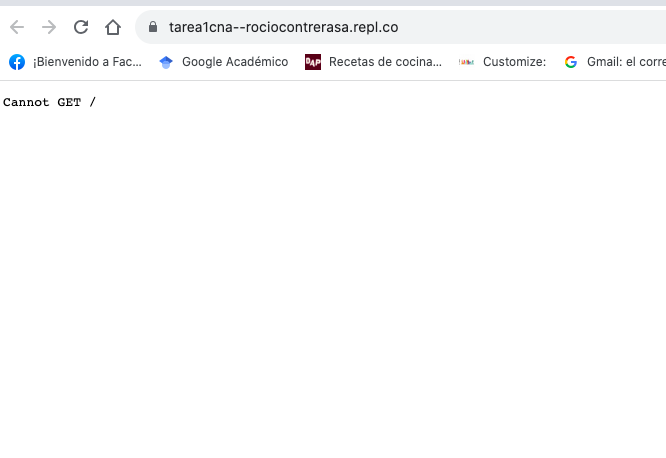 tarea1cna--rociocontrerasa.repl.co
¡Bienvenido a Fac... Google Académico DAP Recetas de cocina... Customize: Gmail: el corre
Cannot GET /